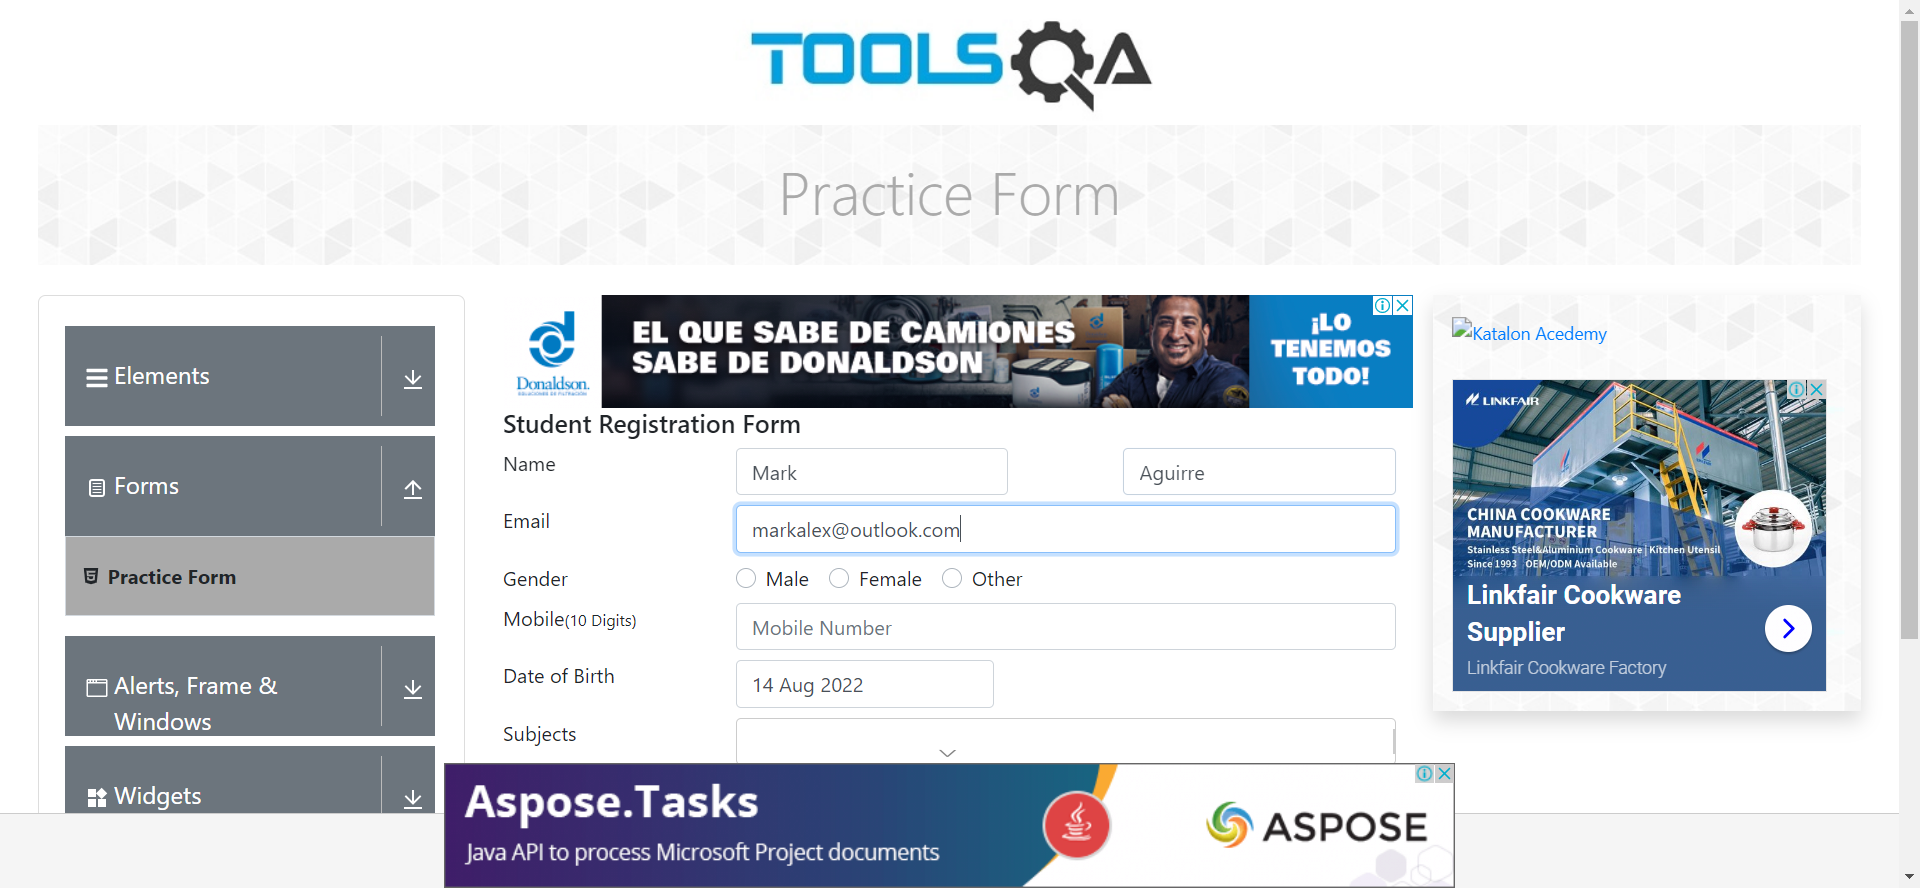 TOOLSQA
Practice Form
Elements
Forms
Practice Form
Alerts, Frame &
Windows
Widgets
Donaldson.
SOLUCIONES DE FILTRACIÓN
EL QUE SABE DE CAMIONES
SABE DE DONALDSON
¡LO
TENEMOS
TODO!
Student Registration Form
Name
Mark
Aguirre
Email
markalex@outlook.com
Gender
Male
Female
Other
Mobile(10 Digits)
Mobile Number
Date of Birth
14 Aug 2022
Subjects
Katalon Acedemy
LINKFAIR
CHINA COOKWARE
MANUFACTURER
Stainless Steel&Aluminium Cookware | Kitchen Utensil
Since 1993 OEM/ODM Available
Linkfair Cookware
Supplier
Linkfair Cookware Factory
Aspose.Tasks
Java API to process Microsoft Project documents
ASPOSE